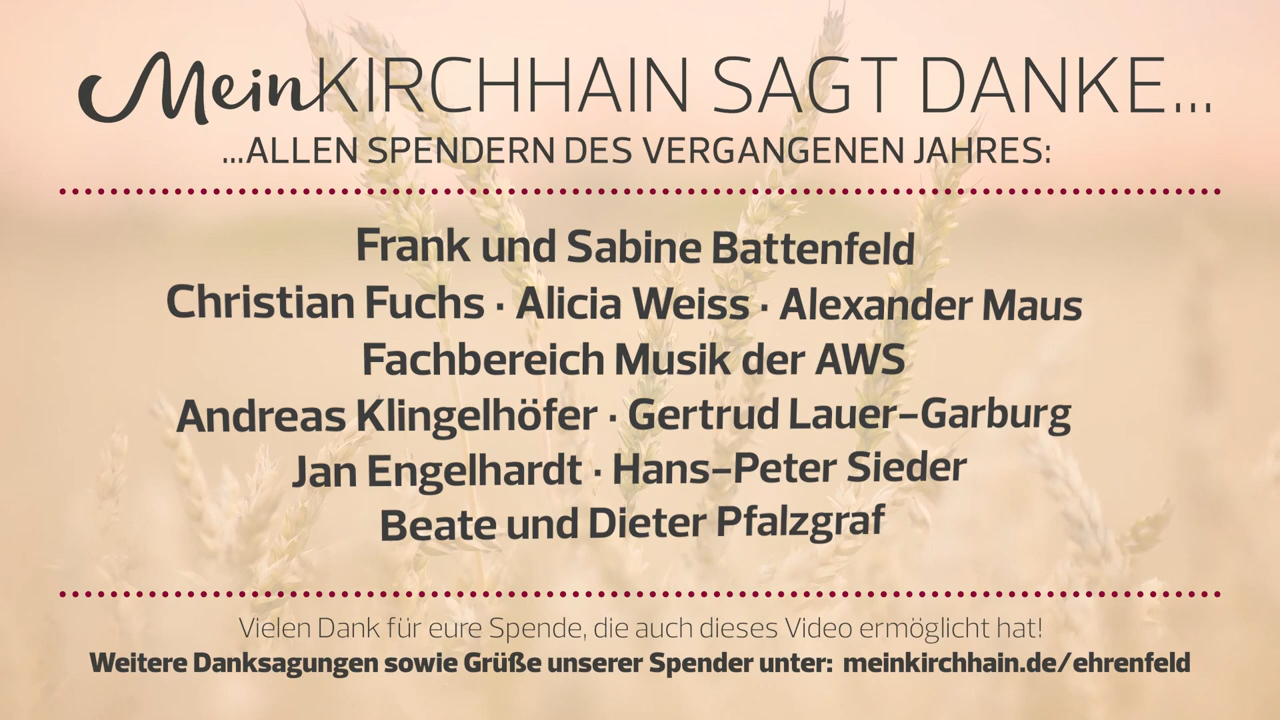 MeinKIRCHHAIN SAGT DANKE...
...ALLEN SPENDERN DES VERGANGENEN JAHRES:
Frank und Sabine Battenfeld
Christian Fuchs · Alicia Weiss · Alexander Maus
Fachbereich Musik der AWS
Andreas Klingelhöfer · Gertrud Lauer-Garburg
Jan Engelhardt · Hans-Peter Sieder
Beate und Dieter Pfalzgraf
Vielen Dank für eure Spende, die auch dieses Video ermöglicht hat!
Weitere Danksagungen sowie Grüße unserer Spender unter: meinkirchhain.de/ehrenfeld